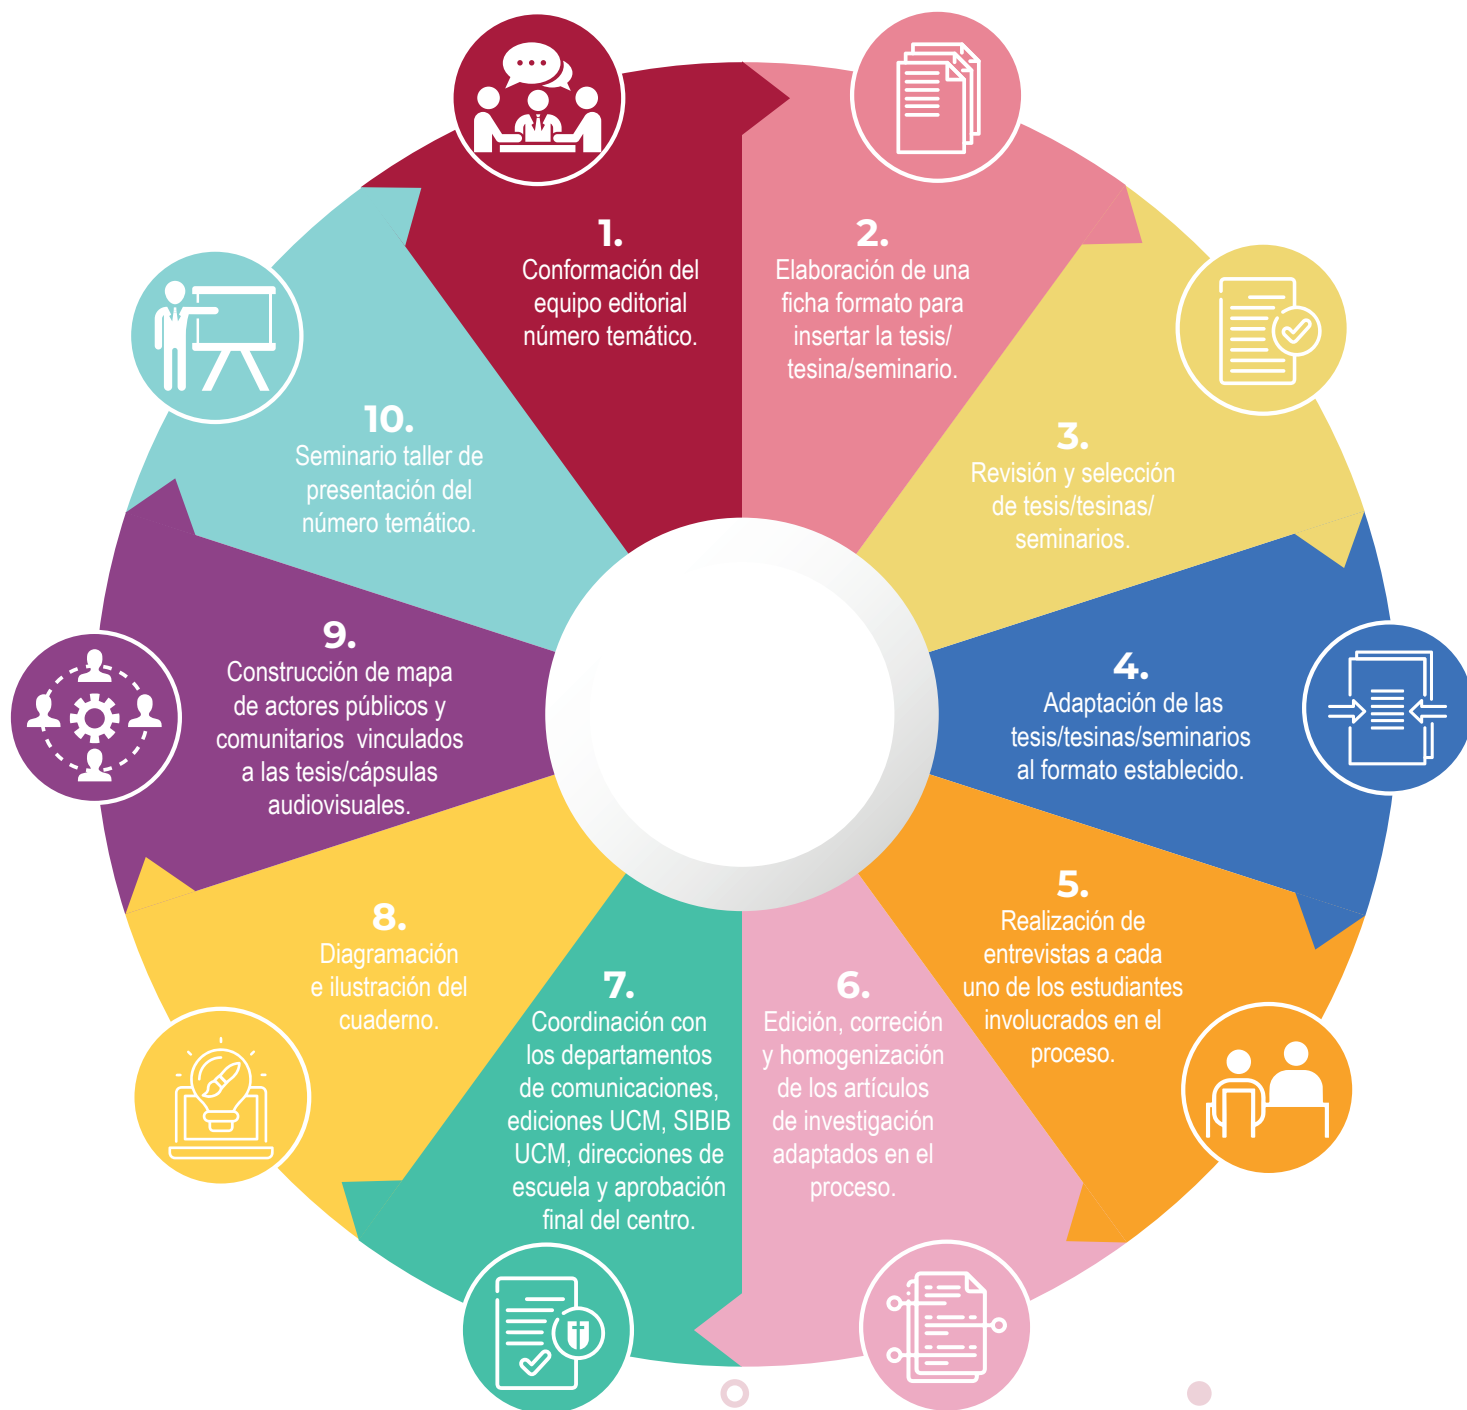 1.
Conformación del
equipo editorial
número temático.
2.
Elaboración de una
ficha formato para
insertar la tesis/
tesina/seminario.
3.
Revisión y selección
de tesis/tesinas/
seminarios.
4.
Adaptación de las
tesis/tesinas/seminarios
al formato establecido.
5.
Realización de
entrevistas a cada
uno de los estudiantes
involucrados en el
proceso.
6.
Edición, correción
y homogenización
de los artículos
de investigación
adaptados en el
proceso.
7.
Coordinación con
los departamentos
de comunicaciones,
ediciones UCM, SIBIB
UCM, direcciones de
escuela y aprobación
final del centro.
8.
Diagramación
e ilustración del
cuaderno.
9.
Construcción de mapa
de actores públicos y
comunitarios vinculados
a las tesis/cápsulas
audiovisuales.
10.
Seminario taller de
presentación del
número temático.